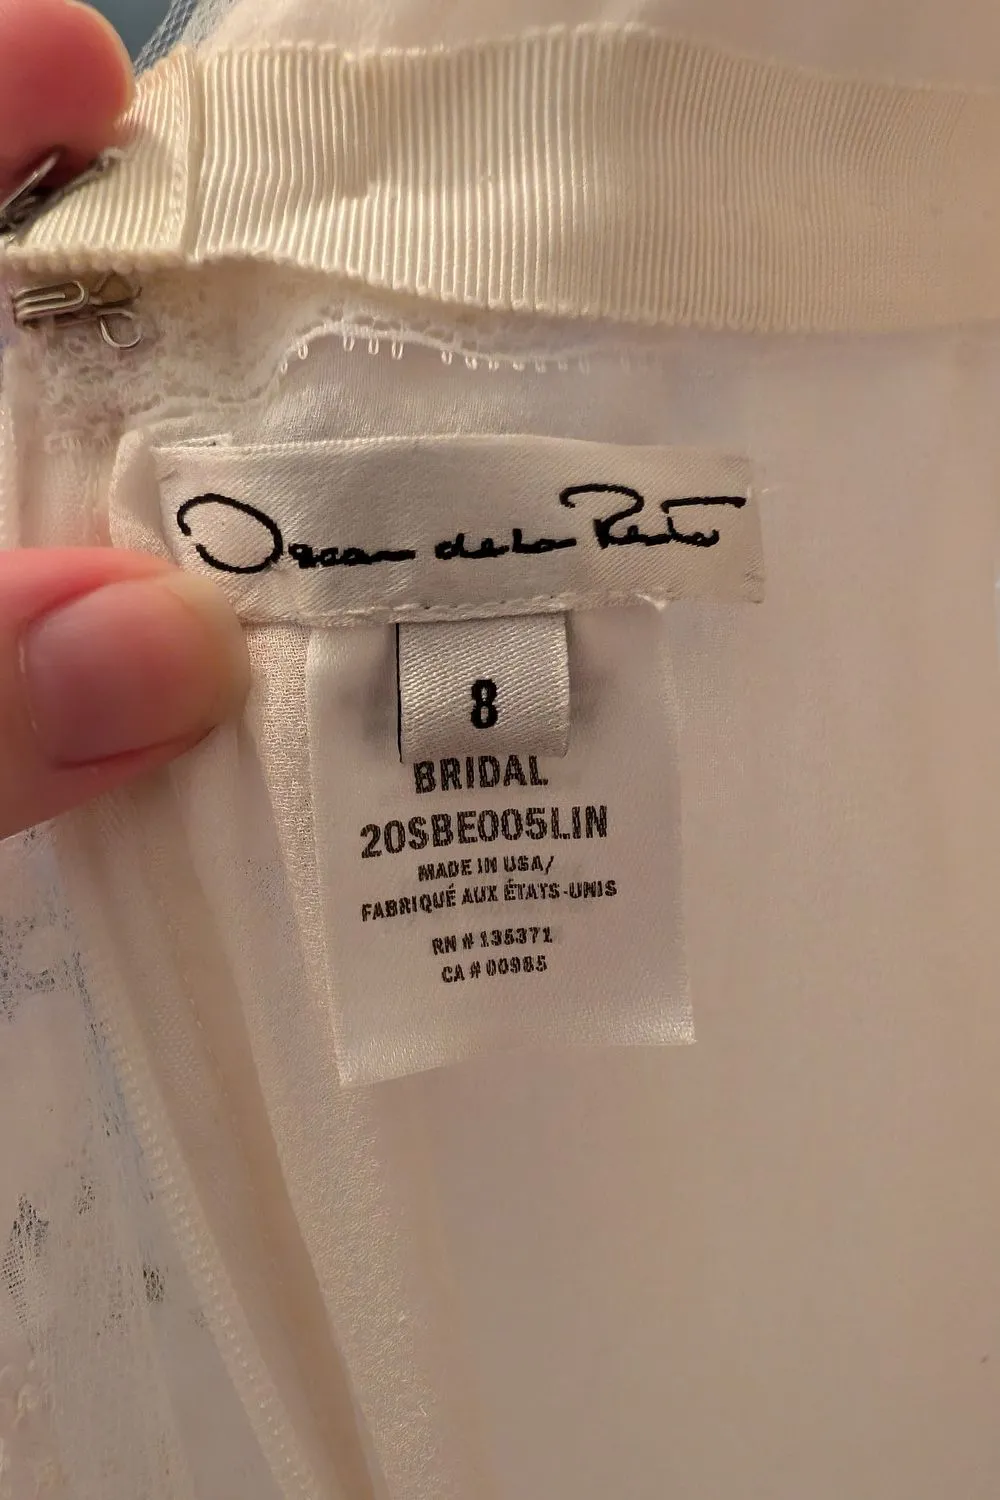 Oscar de la Renta
8
BRIDAL
20SBE005LIN
MADE IN USA/
FABRIQUÉ AUX ÉTATS-UNIS
RN # 135371
CA # 00985